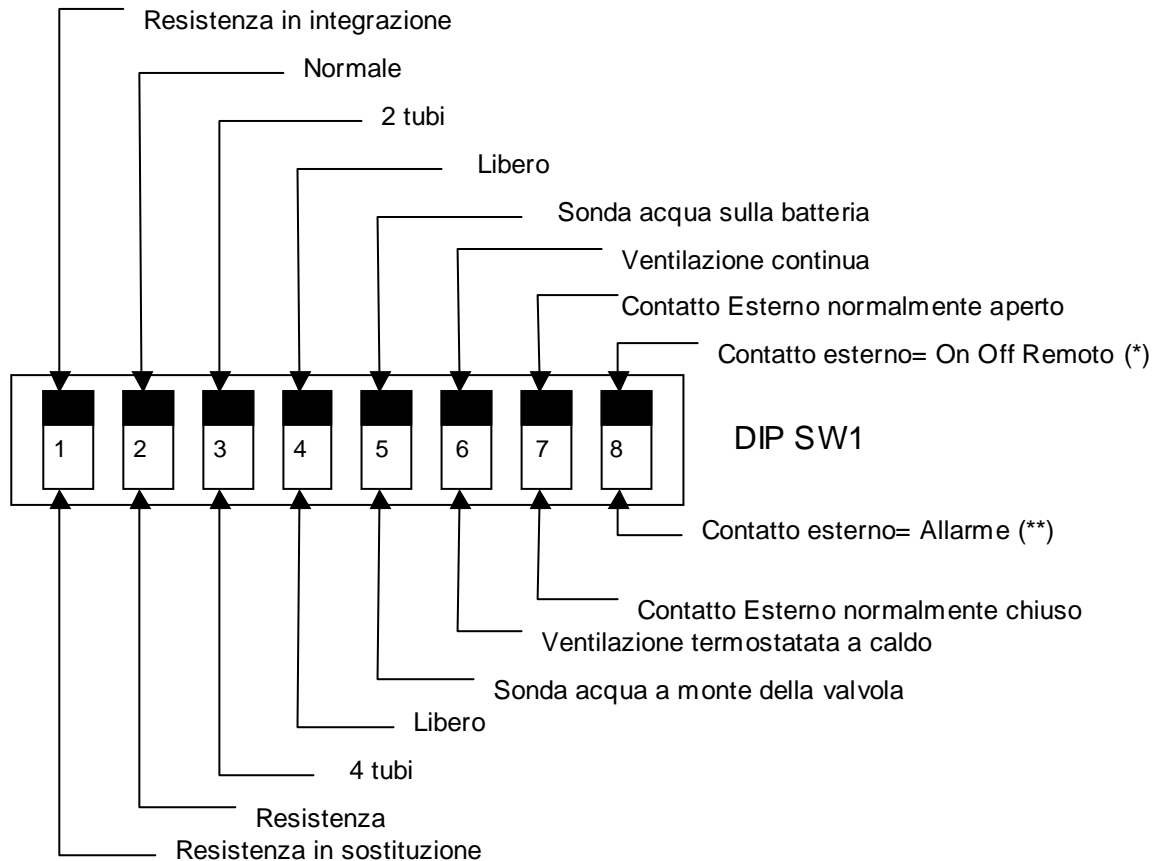 Resistenza in integrazione
Normale
2 tubi
Libero
Sonda acqua sulla batteria
Ventilazione continua
Contatto Esterno normalmente aperto
Contatto esterno= On Off Remoto (*)
1 2 3 4 5 6 7 8
DIP SW1
Contatto esterno= Allarme (**)
Contatto Esterno normalmente chiuso
Ventilazione termostatata a caldo
Sonda acqua a monte della valvola
Libero
4 tubi
Resistenza
Resistenza in sostituzione